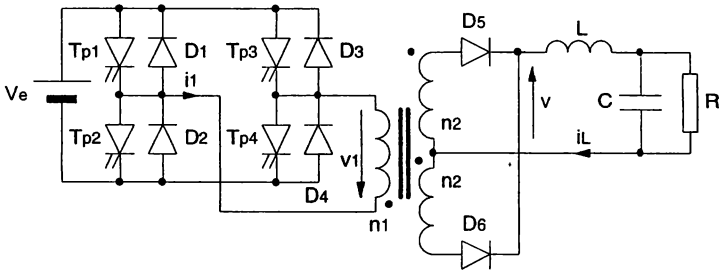 Tp1 D1 Tp3 D3 D5 L
i1
Ve n2 v C R
Tp2 D2 Tp4 v1 iL
D4 n2
n1 D6